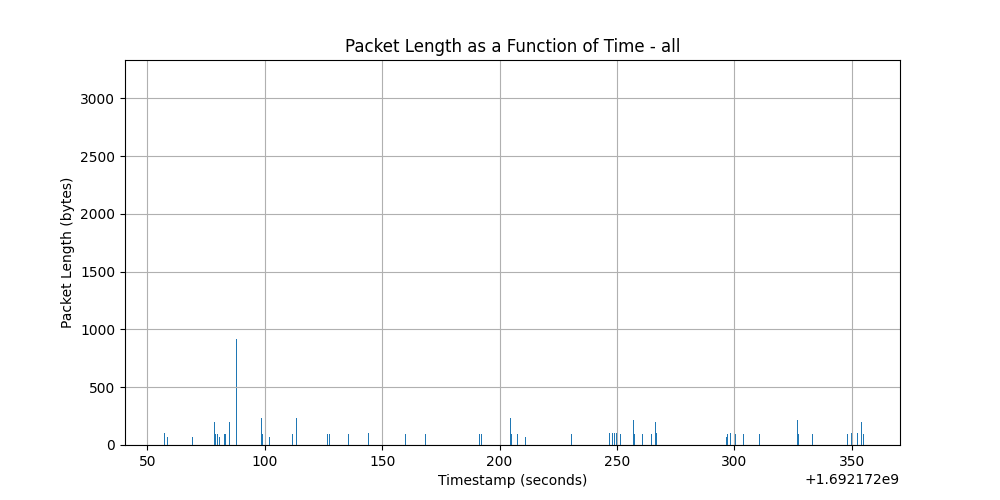 Packet Length as a Function of Time - all
Packet Length (bytes)
3000
2500
2000
1500
1000
500
0
50 100 150 200 250 300 350
Timestamp (seconds)
+1.692172e9